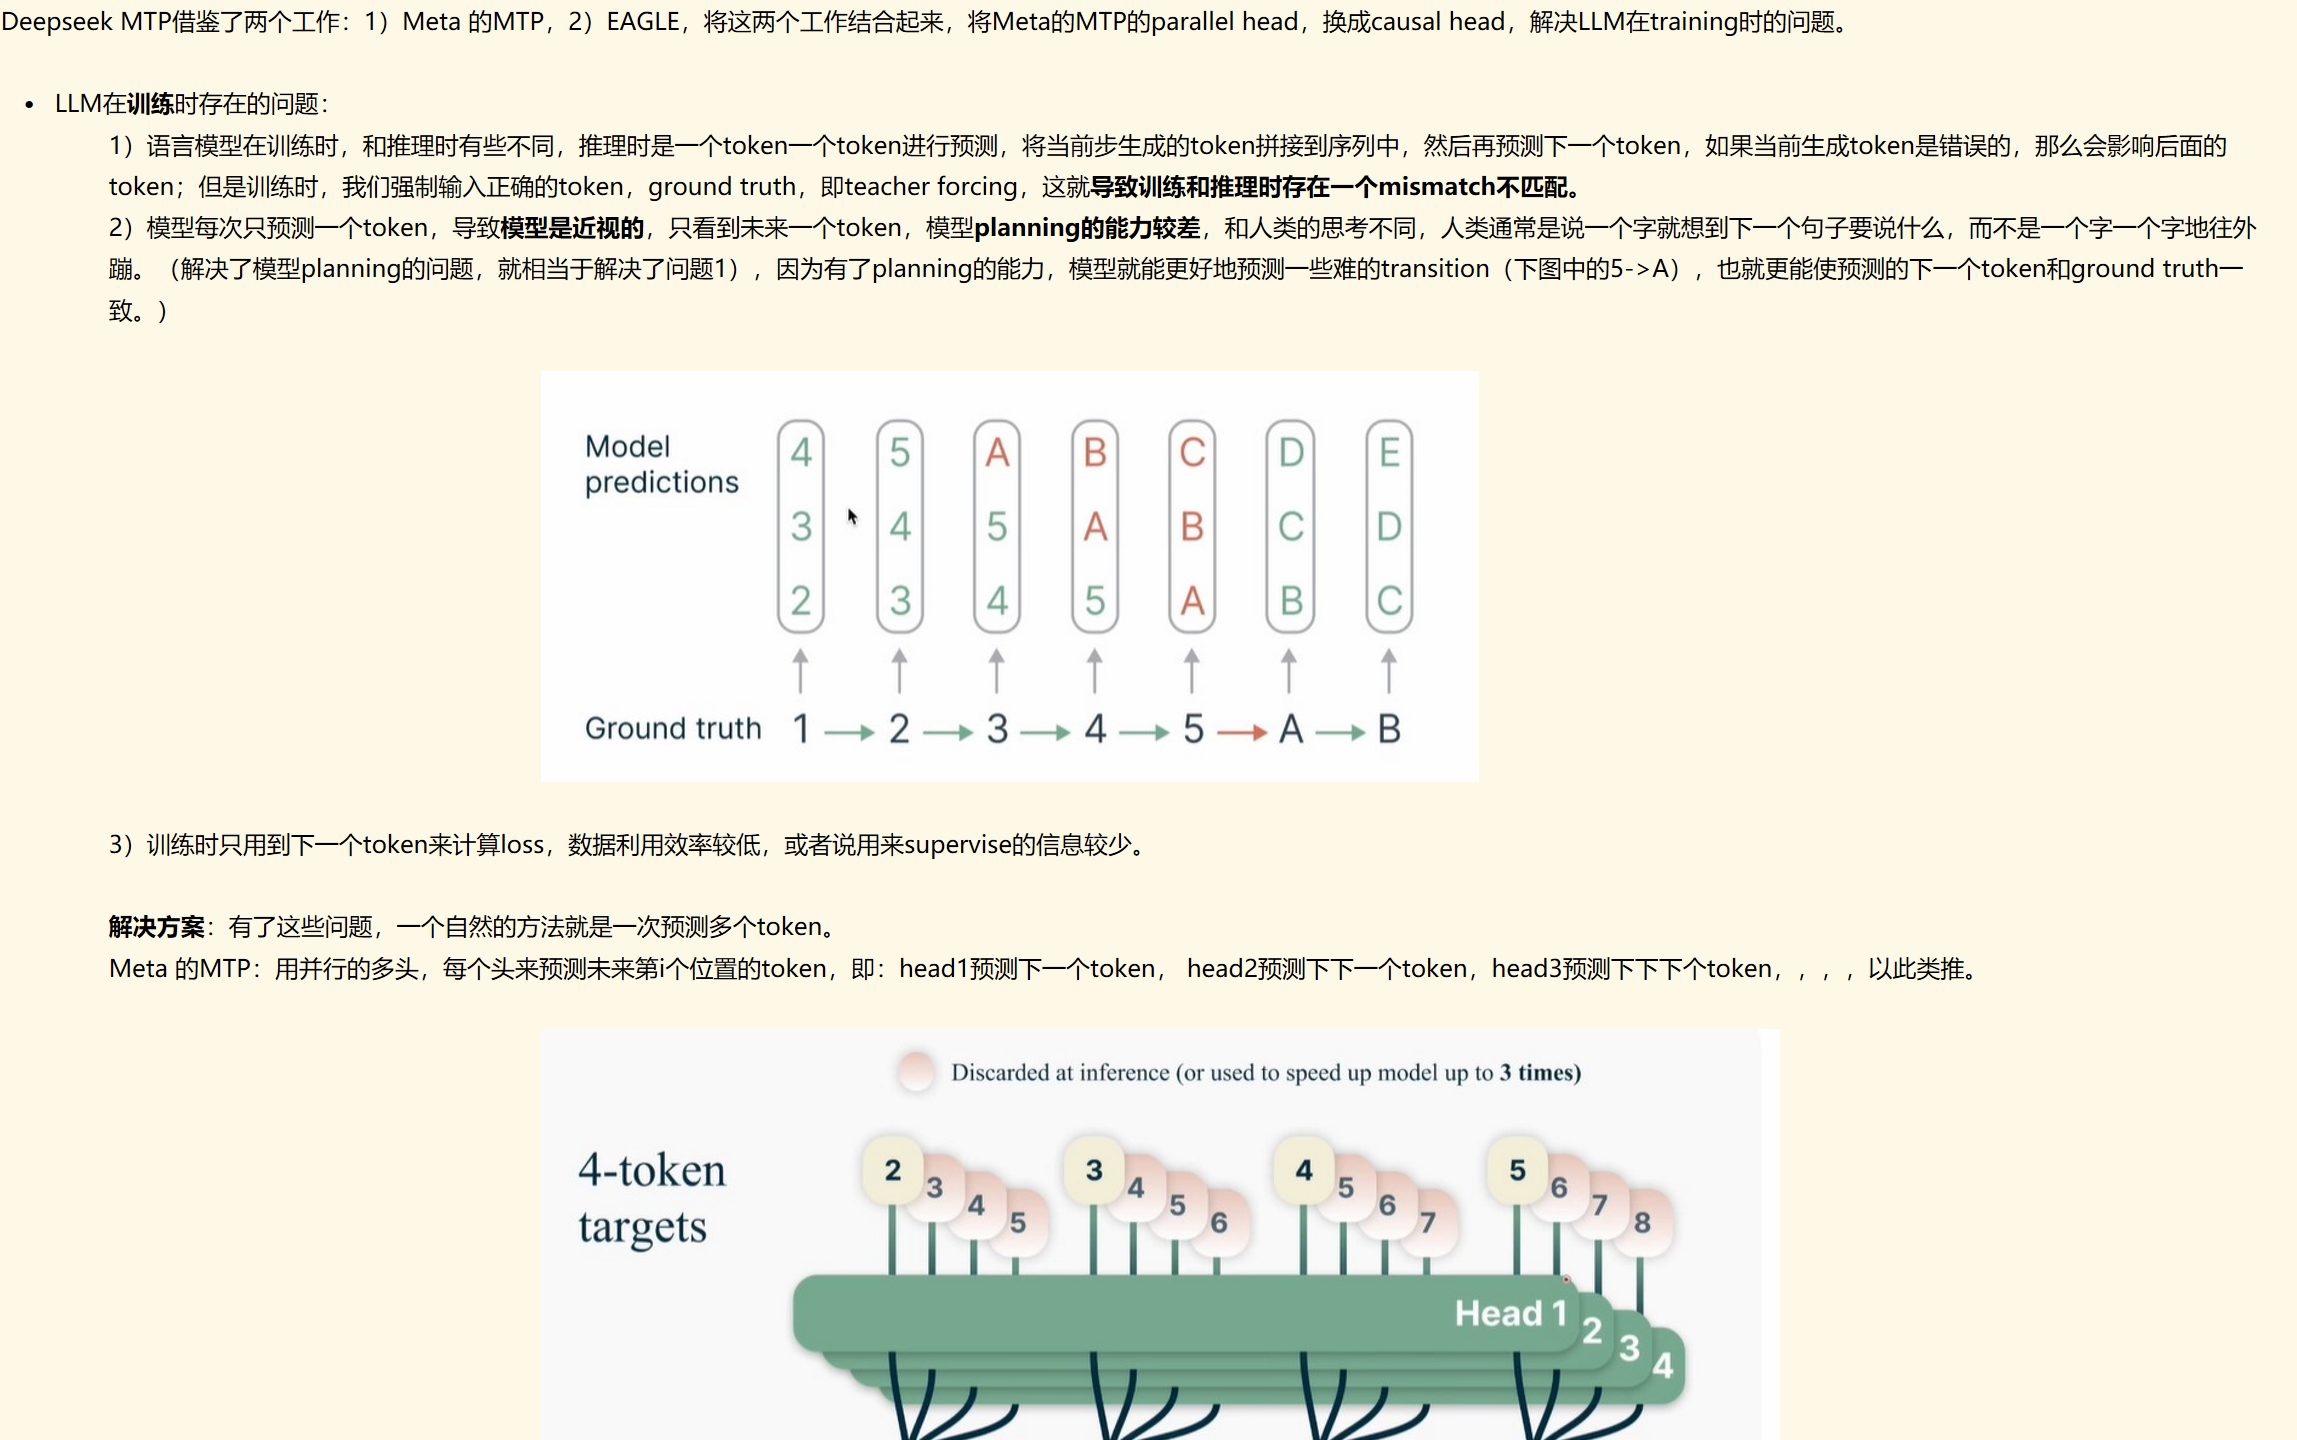 Deepseek MTP借鉴了两个工作：1）Meta 的MTP，2）EAGLE，将这两个工作结合起来，将Meta的MTP的parallel head，换成causal head，解决LLM在training时的问题。
• LLM在训练时存在的问题：
1）语言模型在训练时，和推理时有些不同，推理时是一个token一个token进行预测，将当前步生成的token拼接到序列中，然后再预测下一个token，如果当前生成token是错误的，那么会影响后面的
token；但是训练时，我们强制输入正确的token，ground truth，即teacher forcing，这就导致训练和推理时存在一个mismatch不匹配。
2）模型每次只预测一个token，导致模型是近视的，只看到未来一个token，模型planning的能力较差，和人类的思考不同，人类通常是说一个字就想到下一个句子要说什么，而不是一个字一个字地往外
蹦。（解决了模型planning的问题，就相当于解决了问题1），因为有了planning的能力，模型就能更好地预测一些难的transition（下图中的5->A），也就更能使预测的下一个token和ground truth一
致。）
Model
predictions
4 5 A B C D E
3 4 5 A B C D
2 3 4 5 A B C
Ground truth 1 2 3 4 5 A B
3）训练时只用到下一个token来计算loss，数据利用效率较低，或者说用来supervise的信息较少。
解决方案：有了这些问题，一个自然的方法就是一次预测多个token。
Meta 的MTP：用并行的多头，每个头来预测未来第i个位置的token，即：head1预测下一个token， head2预测下下一个token，head3预测下下下个token，，，，以此类推。
Discarded at inference (or used to speed up model up to 3 times)
4-token
targets
2 3 4 5 3 4 5 6 4 5 6 7 5 6 7 8
Head 1 2 3 4